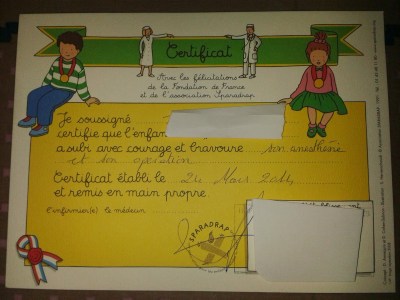 Certificat
Avec les félicitations
de la Fondation de France
et de l'association Sparadrap
Je soussigné
certifie que l'enfant
a subi avec courage et bravoure son anesthésie
et son opération
Certificat établi le 24 Mars
et remis en main propre
L'infirmier(e) le médecin
SPARADRAP